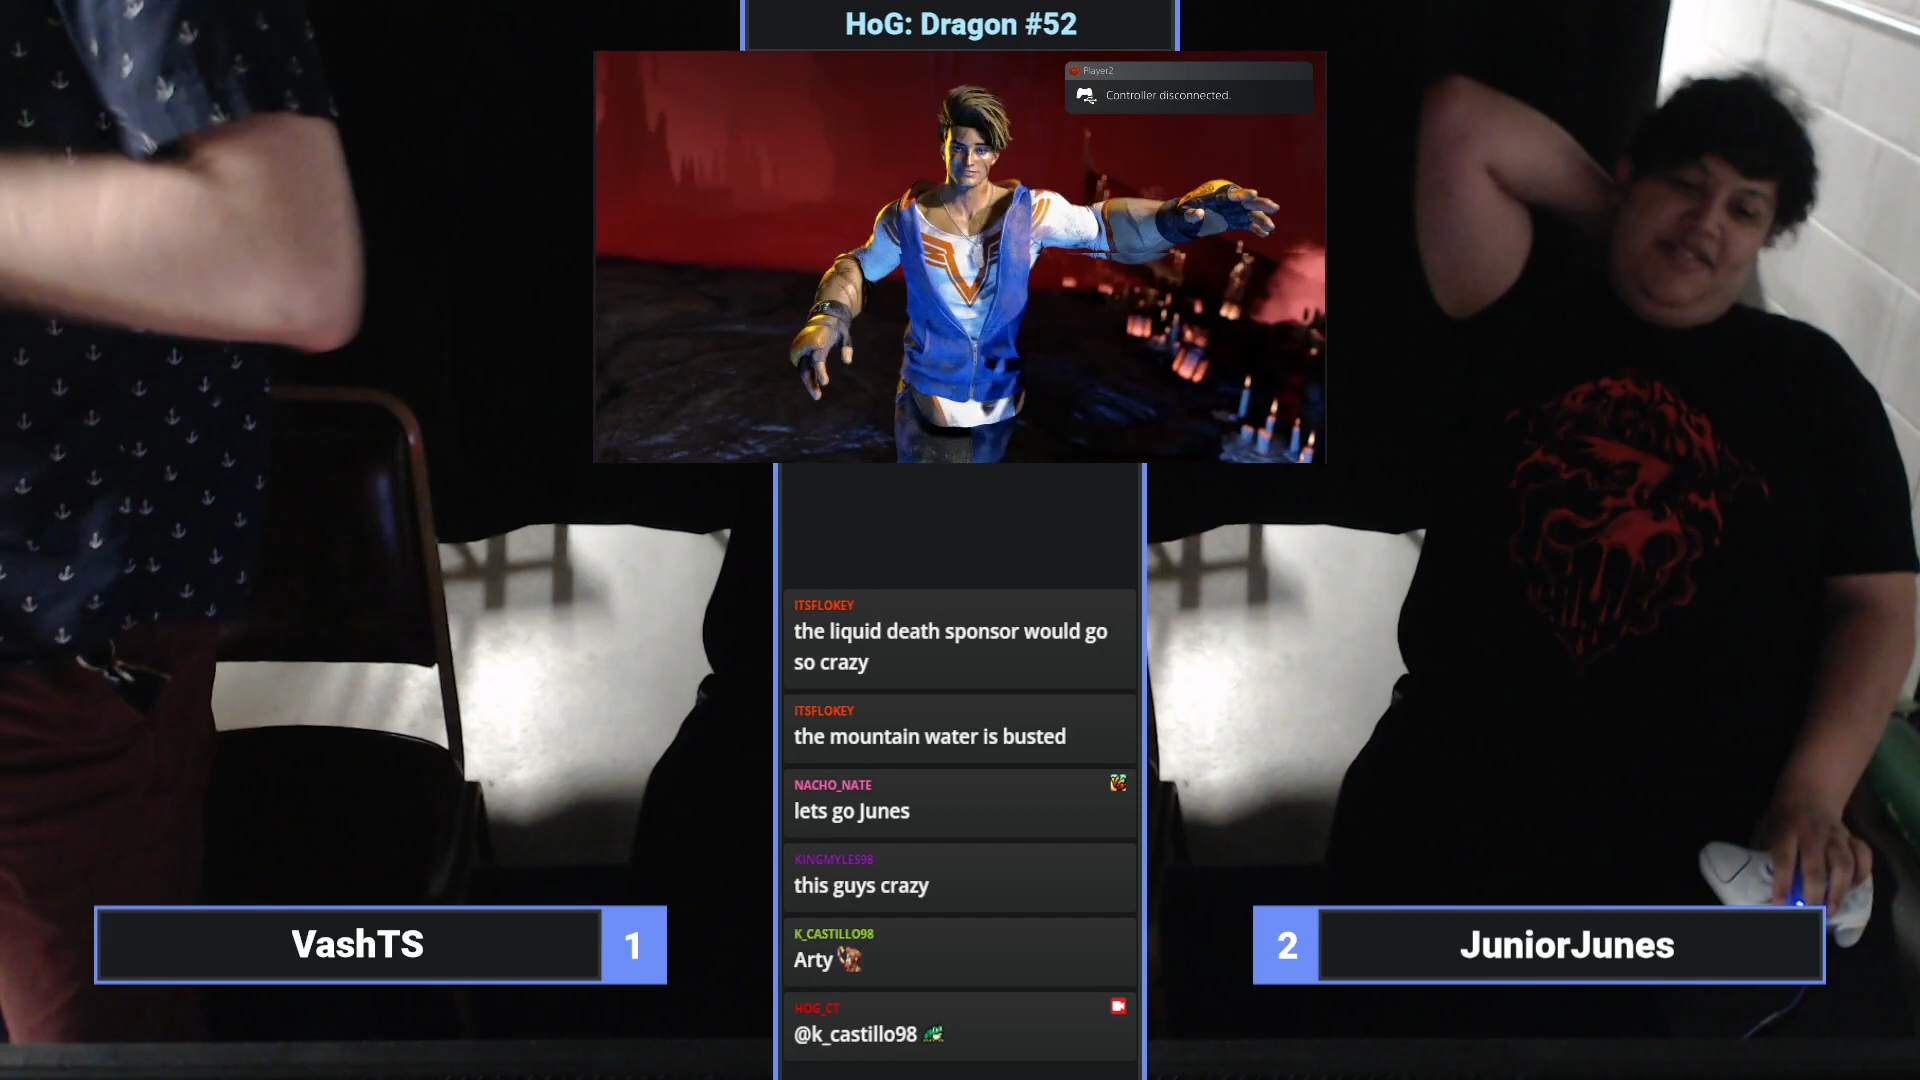 HoG: Dragon #52
Player2
Controller disconnected.
ITSFLOKEY
the liquid death sponsor would go
so crazy
ITSFLOKEY
the mountain water is busted
NACHO_NATE
lets go Junes
KINGMYLES98
this guys crazy
K_CASTILLO98
Arty
HOG_CT
@k_castillo98
VashTS
1
2
JuniorJunes